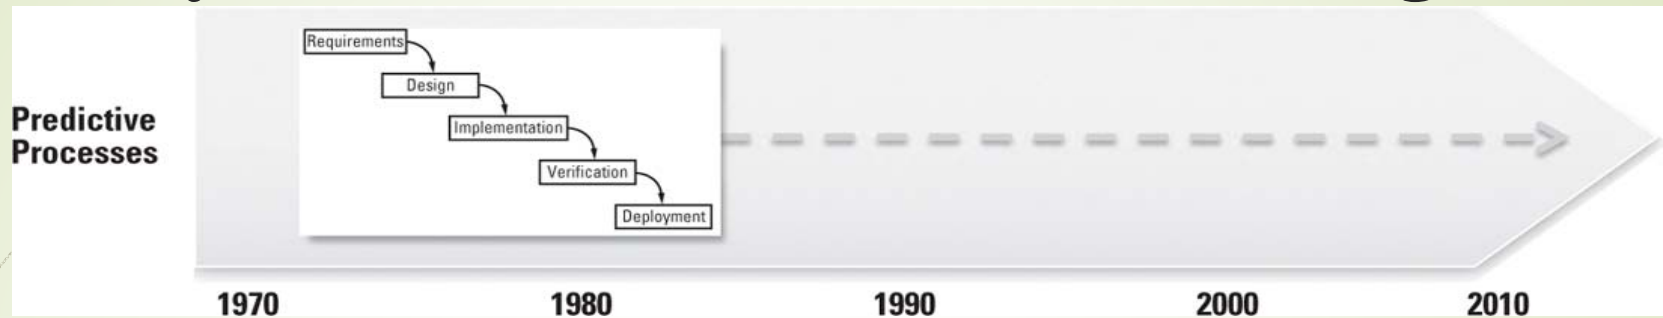 Requirements
Design
Predictive
Processes
Implementation
Verification
Deployment
1970 1980 1990 2000 2010